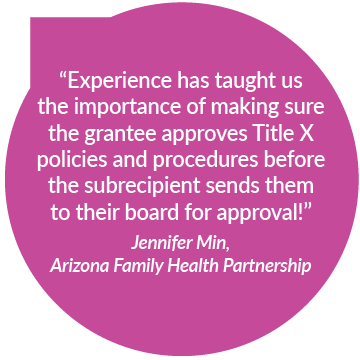 “Experience has taught us
the importance of making sure
the grantee approves Title X
policies and procedures before
the subrecipient sends them
to their board for approval!”
Jennifer Min,
Arizona Family Health Partnership